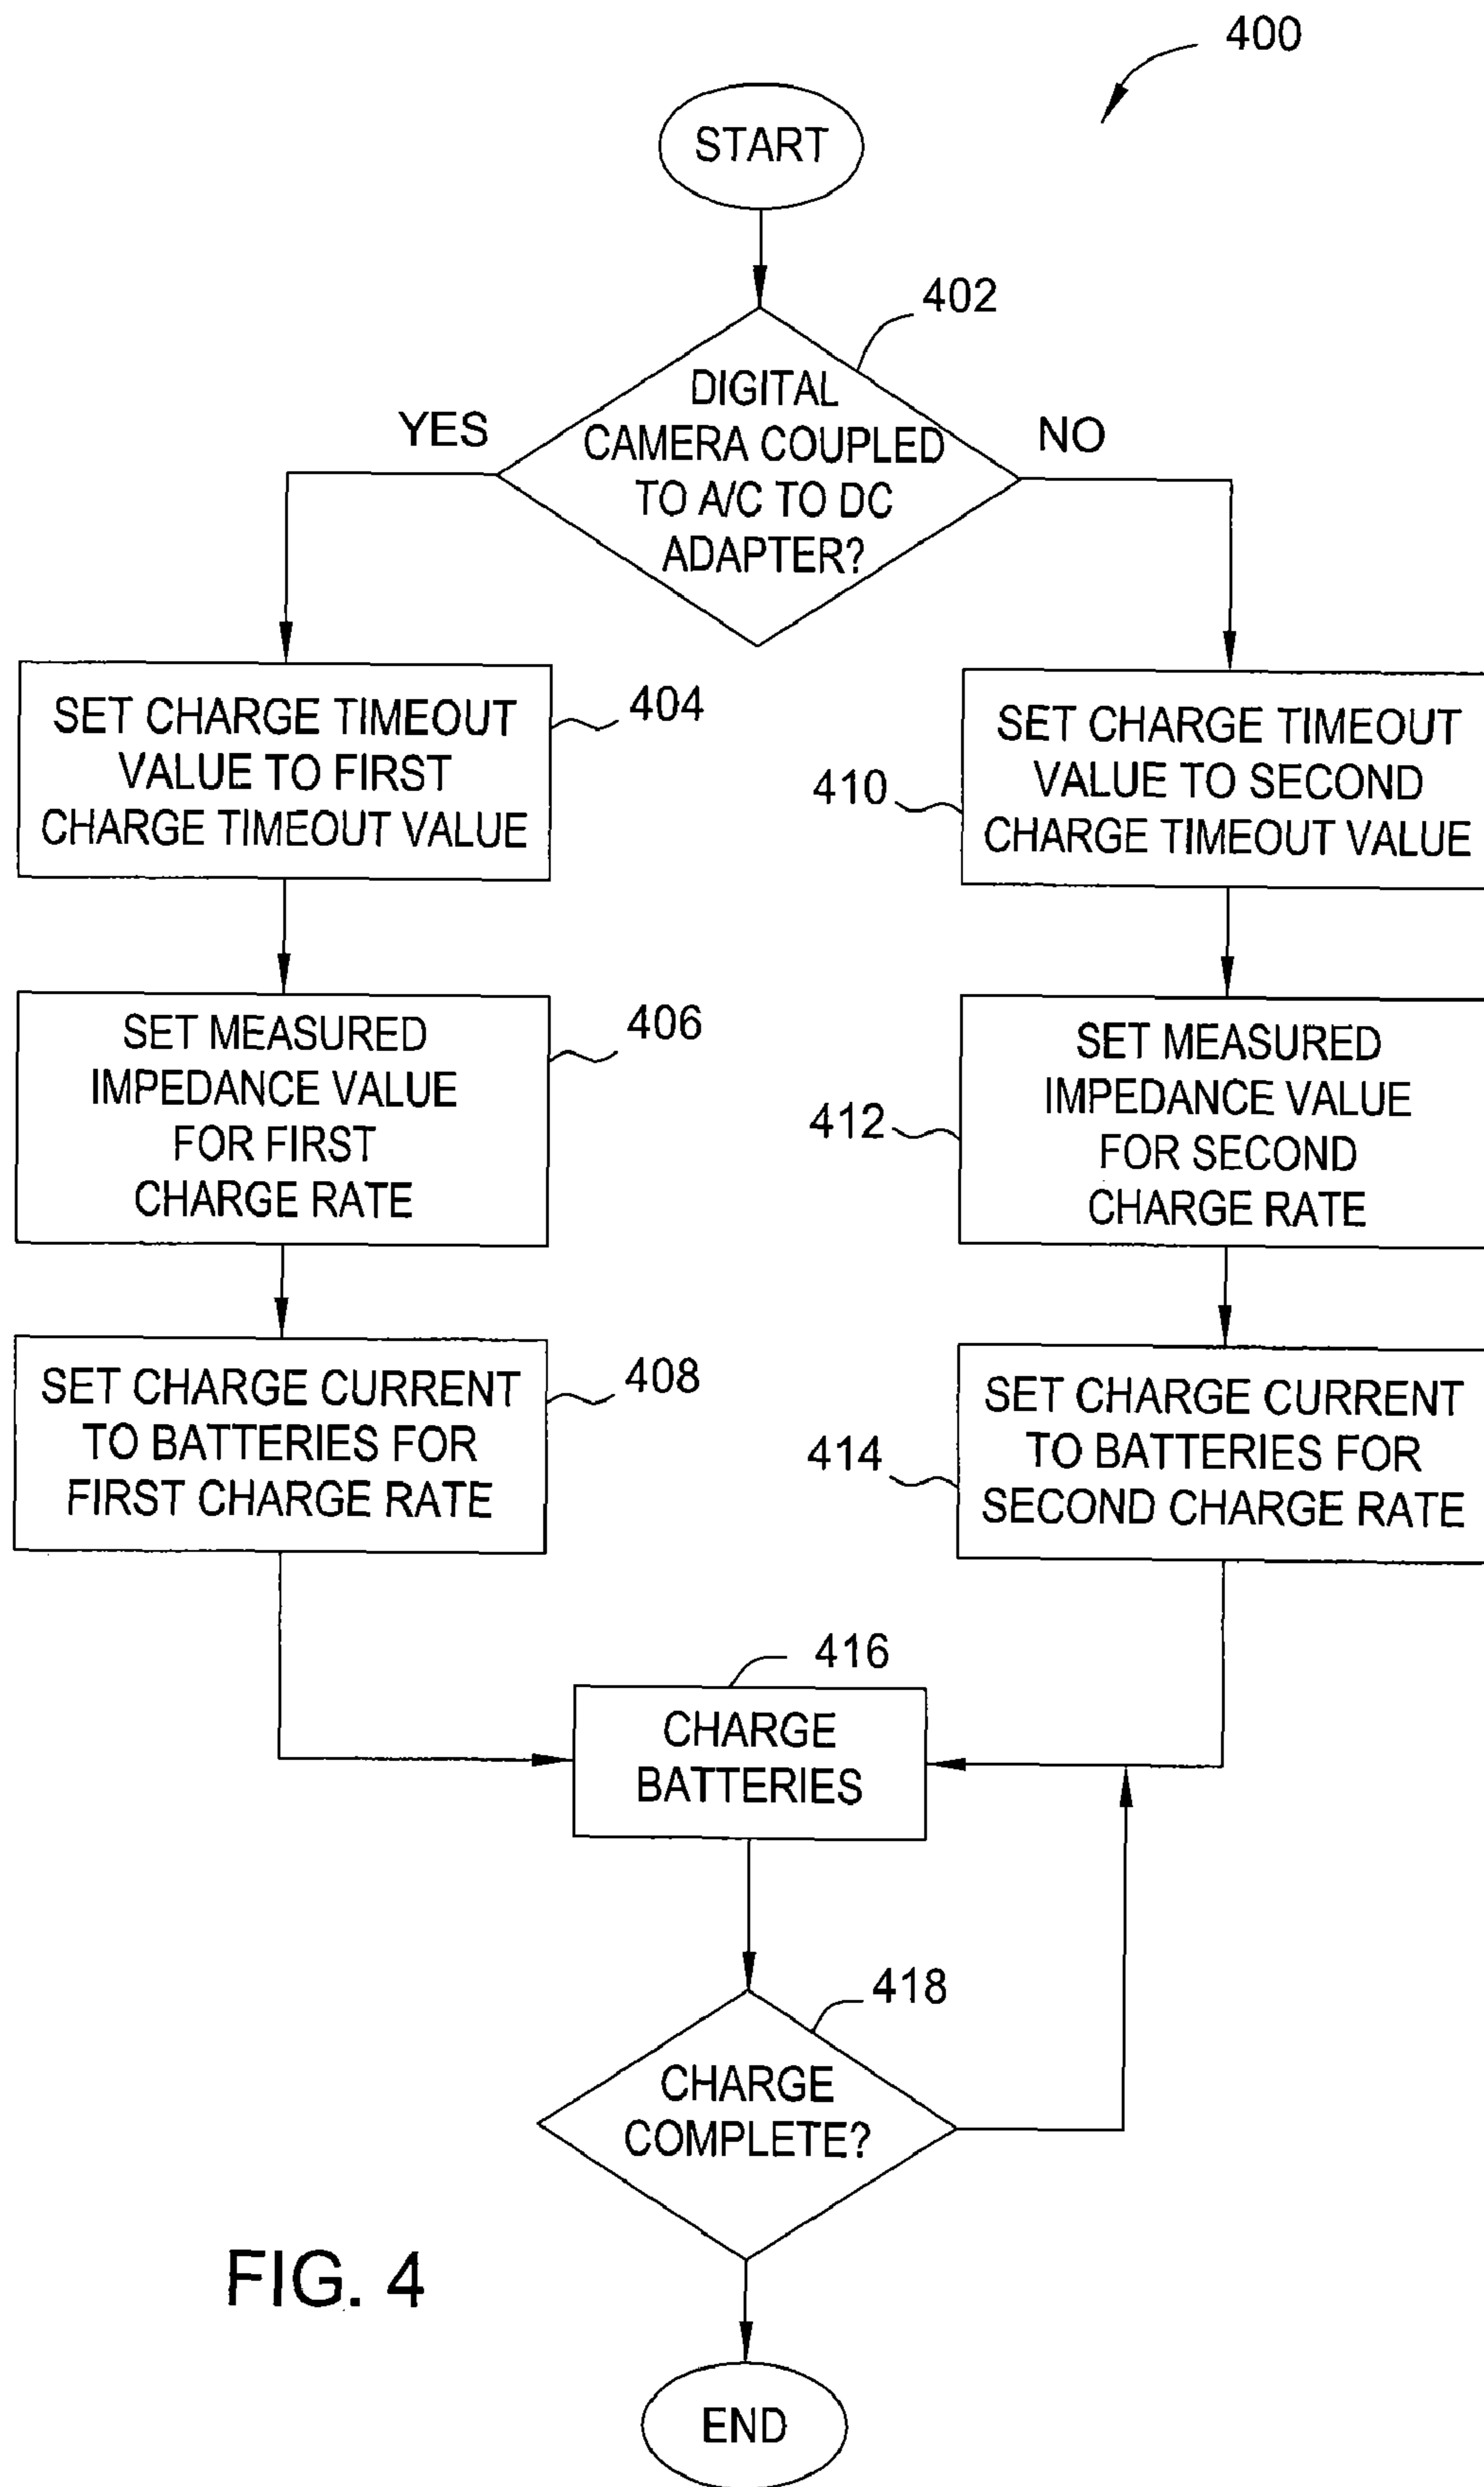 400
START
402
DIGITAL
CAMERA COUPLED
TO A/C TO DC
ADAPTER?
YES
NO
SET CHARGE TIMEOUT
VALUE TO FIRST
CHARGE TIMEOUT VALUE
404
410
SET CHARGE TIMEOUT
VALUE TO SECOND
CHARGE TIMEOUT VALUE
SET MEASURED
IMPEDANCE VALUE
FOR FIRST
CHARGE RATE
406
412
SET MEASURED
IMPEDANCE VALUE
FOR SECOND
CHARGE RATE
SET CHARGE CURRENT
TO BATTERIES FOR
FIRST CHARGE RATE
408
414
SET CHARGE CURRENT
TO BATTERIES FOR
SECOND CHARGE RATE
416
CHARGE
BATTERIES
418
CHARGE
COMPLETE?
FIG. 4
END